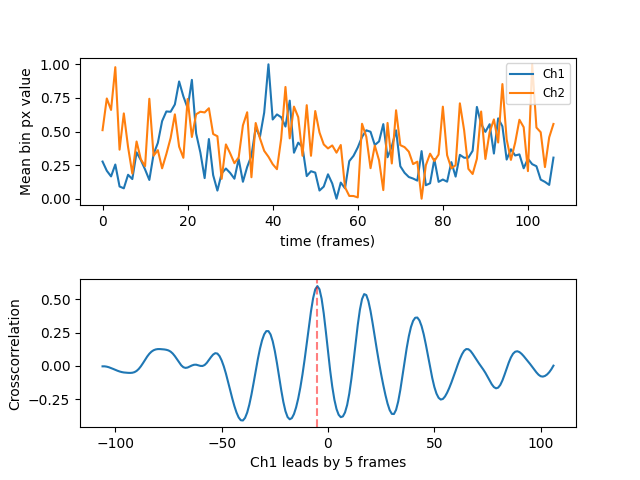 1.00
0.75
0.50
0.25
0.00
Mean bin px value
Ch1
Ch2
0 20 40 60 80 100
time (frames)
0.50
0.25
0.00
−0.25
Crosscorrelation
−100 −50 0 50 100
Ch1 leads by 5 frames